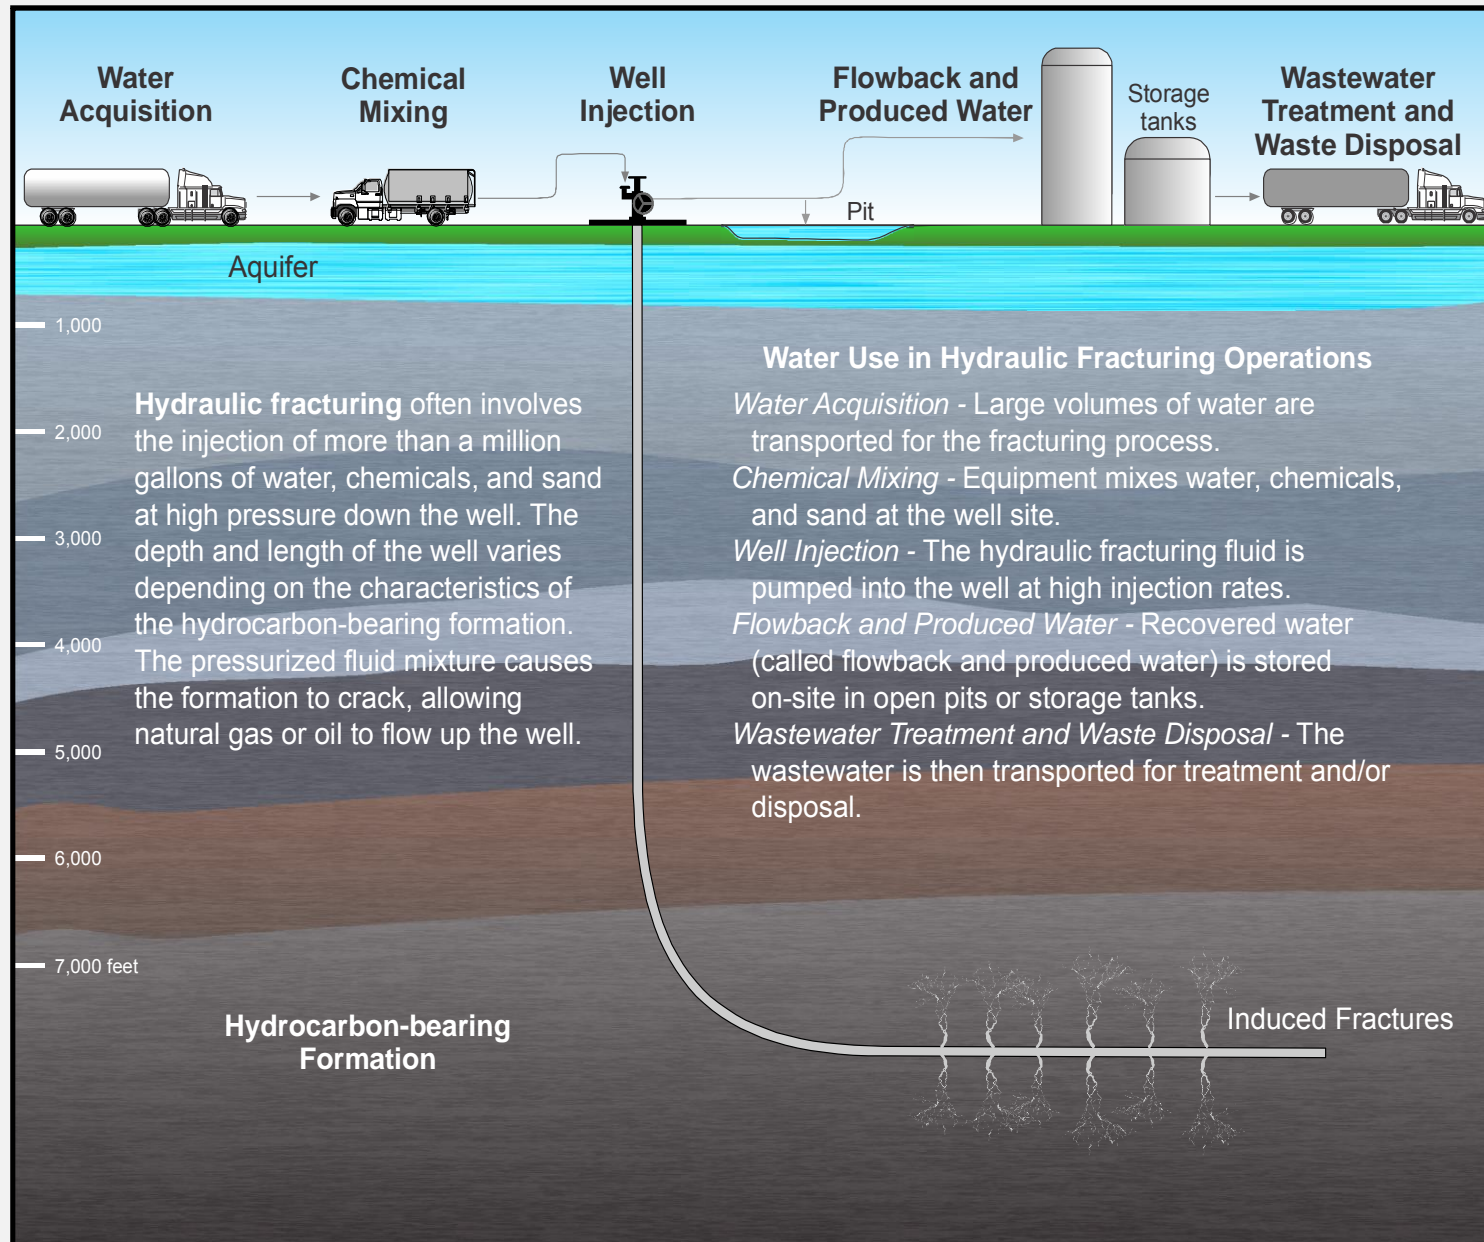 Water
Acquisition
Chemical
Mixing
Well
Injection
Flowback and
Produced Water
Storage
tanks
Wastewater
Treatment and
Waste Disposal
Pit
Aquifer
1,000
2,000
3,000
4,000
5,000
6,000
7,000 feet
Hydraulic fracturing often involves
the injection of more than a million
gallons of water, chemicals, and sand
at high pressure down the well. The
depth and length of the well varies
depending on the characteristics of
the hydrocarbon-bearing formation.
The pressurized fluid mixture causes
the formation to crack, allowing
natural gas or oil to flow up the well.
Water Use in Hydraulic Fracturing Operations
Water Acquisition - Large volumes of water are
transported for the fracturing process.
Chemical Mixing - Equipment mixes water, chemicals,
and sand at the well site.
Well Injection - The hydraulic fracturing fluid is
pumped into the well at high injection rates.
Flowback and Produced Water - Recovered water
(called flowback and produced water) is stored
on-site in open pits or storage tanks.
Wastewater Treatment and Waste Disposal - The
wastewater is then transported for treatment and/or
disposal.
Hydrocarbon-bearing
Formation
Induced Fractures